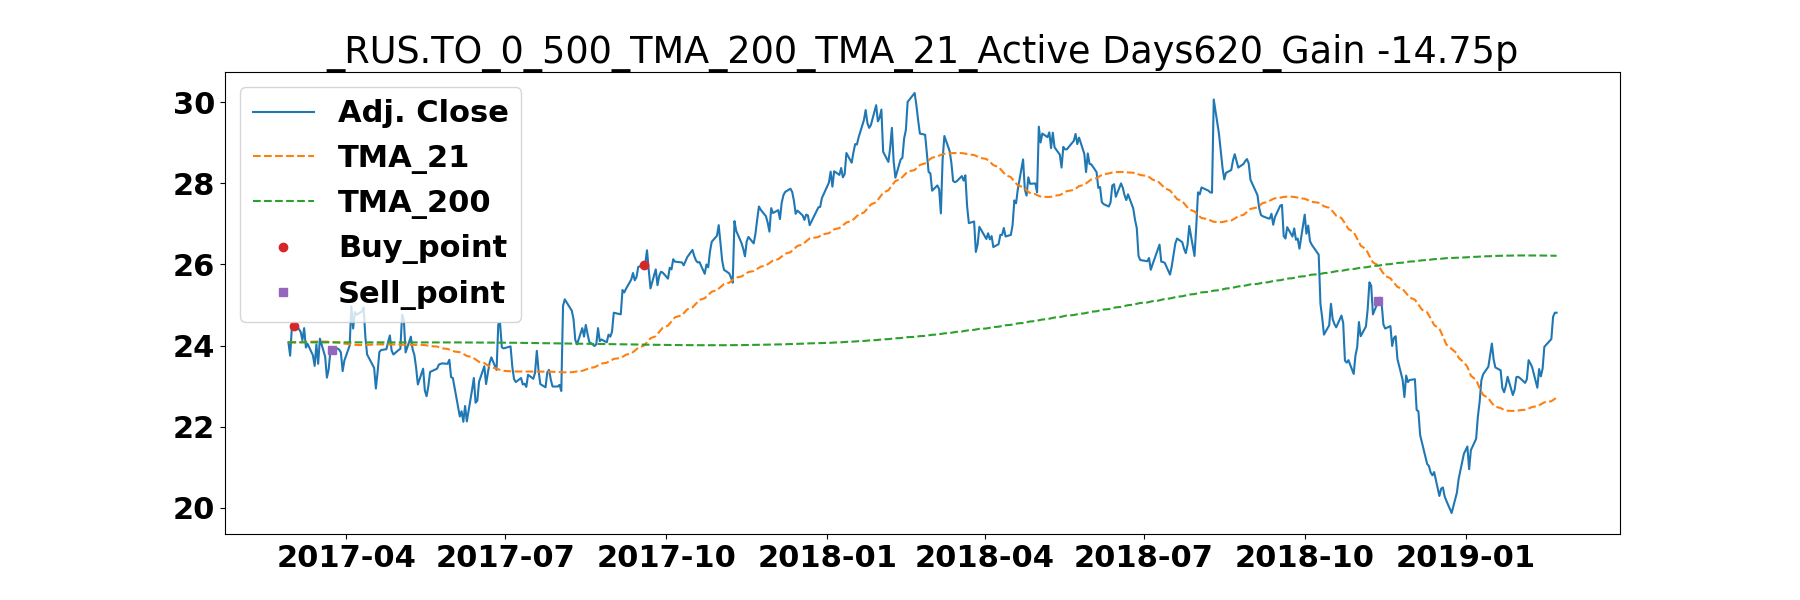 _RUS.TO_0_500_TMA_200_TMA_21_Active Days620_Gain -14.75p
Adj. Close
TMA_21
TMA_200
Buy_point
Sell_point
30
28
26
24
22
20
2017-04 2017-07 2017-10 2018-01 2018-04 2018-07 2018-10 2019-01